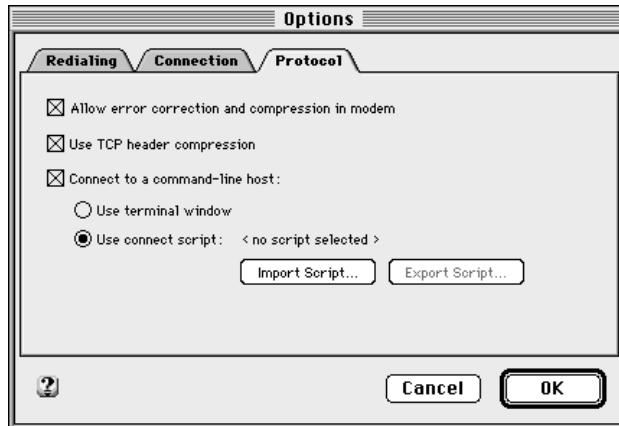 Options
Redialing Connection Protocol
Allow error correction and compression in modem
Use TCP header compression
Connect to a command-line host:
Use terminal window
Use connect script: < no script selected >
Import Script... Export Script...
? Cancel OK